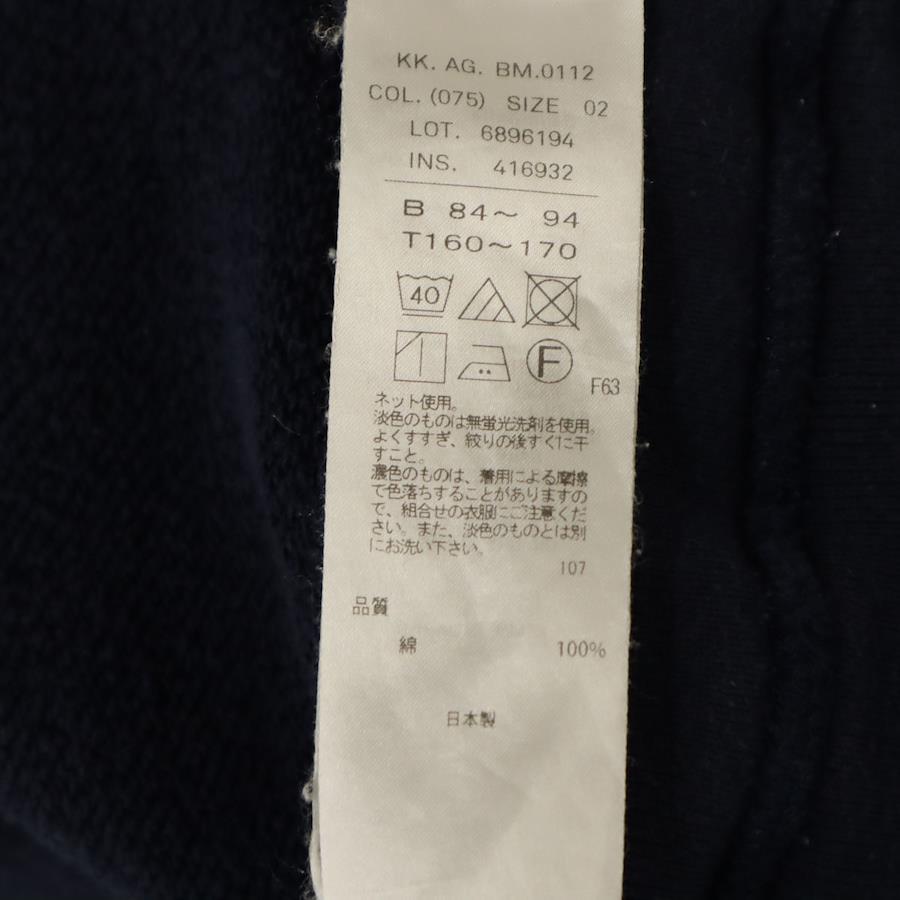 KK. AG. BM.0112
COL. (075) SIZE 02
LOT. 6896194
INS. 416932
B 84〜 94
T160〜170
40
F
F63
ネット使用。
淡色のものは無蛍光洗剤を使用。
よくすすぎ、絞りの後すぐに干
すこと。
濃色のものは、着用による摩擦
で色落ちすることがありますの
で、組合せの衣服にご注意くだ
さい。また、淡色のものとは別
にお洗い下さい。
107
品質
綿 100%
日本製